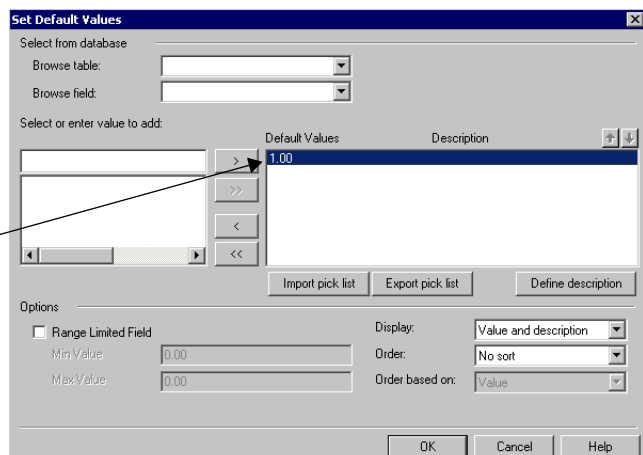 Set Default Values
Select from database
Browse table:
Browse field:
Select or enter value to add:
Default Values Description
> 1.00
>>
<
<<
Import pick list Export pick list Define description
Options
Range Limited Field
Min Value 0.00
Max Value 0.00
Display: Value and description
Order: No sort
Order based on: Value
OK Cancel Help